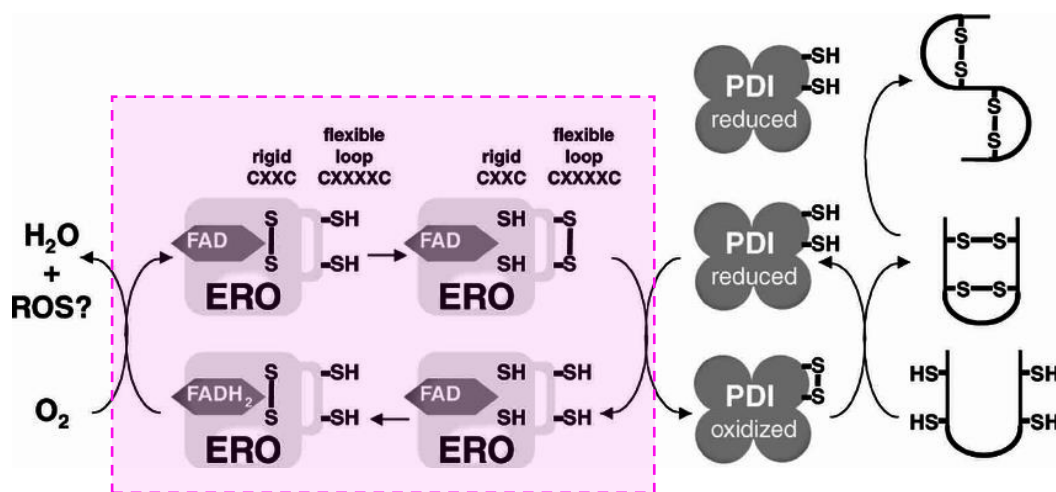 SH
PDI
SH
reduced
flexible
loop
CXXXXC
rigid
CXXC
flexible
loop
CXXXXC
rigid
CXXC
S
S
S
S
H₂O
+
ROS?
FAD
S
S
SH
SH
ERO
FAD
SH
SH
S
S
ERO
PDI
SH
SH
reduced
S S
S S
O₂
FADH₂
S
S
SH
SH
ERO
FAD
SH
SH
SH
SH
ERO
PDI
S
S
oxidized
HS
SH
HS
SH